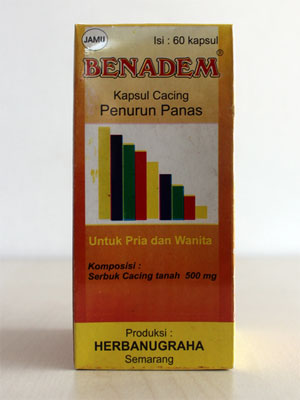 JAMU
Isi : 60 kapsul
BENADEM®
Kapsul Cacing
Penurun Panas
Untuk Pria dan Wanita
Komposisi :
Serbuk Cacing tanah 500 mg
Produksi :
HERBANUGRAHA
Semarang